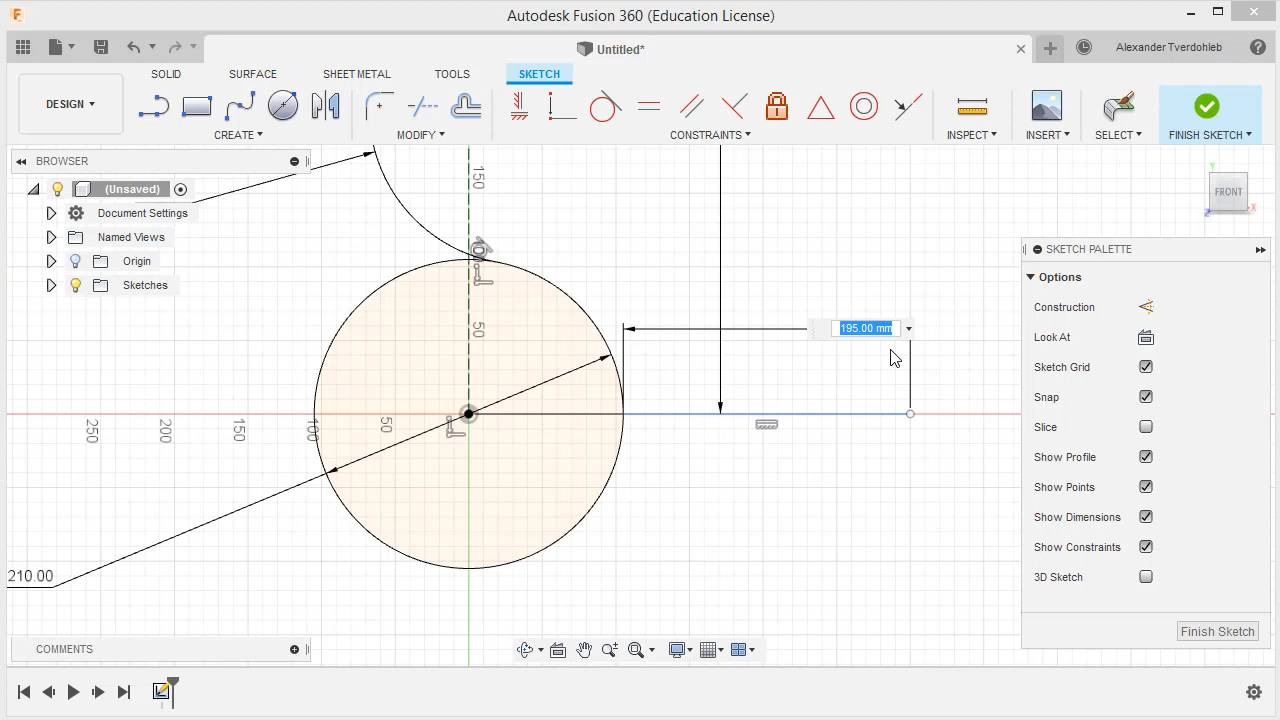 Autodesk Fusion 360 (Education License)
Untitled*
Alexander Tverdohleb
DESIGN
SOLID SURFACE SHEET METAL TOOLS SKETCH
CREATE MODIFY CONSTRAINTS INSPECT INSERT SELECT FINISH SKETCH
BROWSER
(Unsaved)
Document Settings
Named Views
Origin
Sketches
150
50
250
200
150
100
50
195.00 mm
210.00
Y
FRONT
X
SKETCH PALETTE
Options
Construction
Look At
Sketch Grid
Snap
Slice
Show Profile
Show Points
Show Dimensions
Show Constraints
3D Sketch
Finish Sketch
COMMENTS